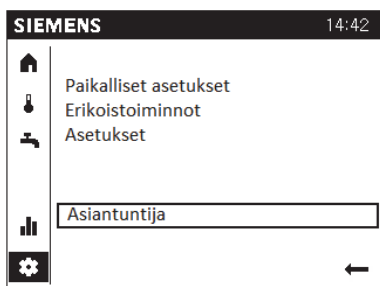 SIEMENS 14:42
Paikalliset asetukset
Erikoistoiminnot
Asetukset
Asiantuntija